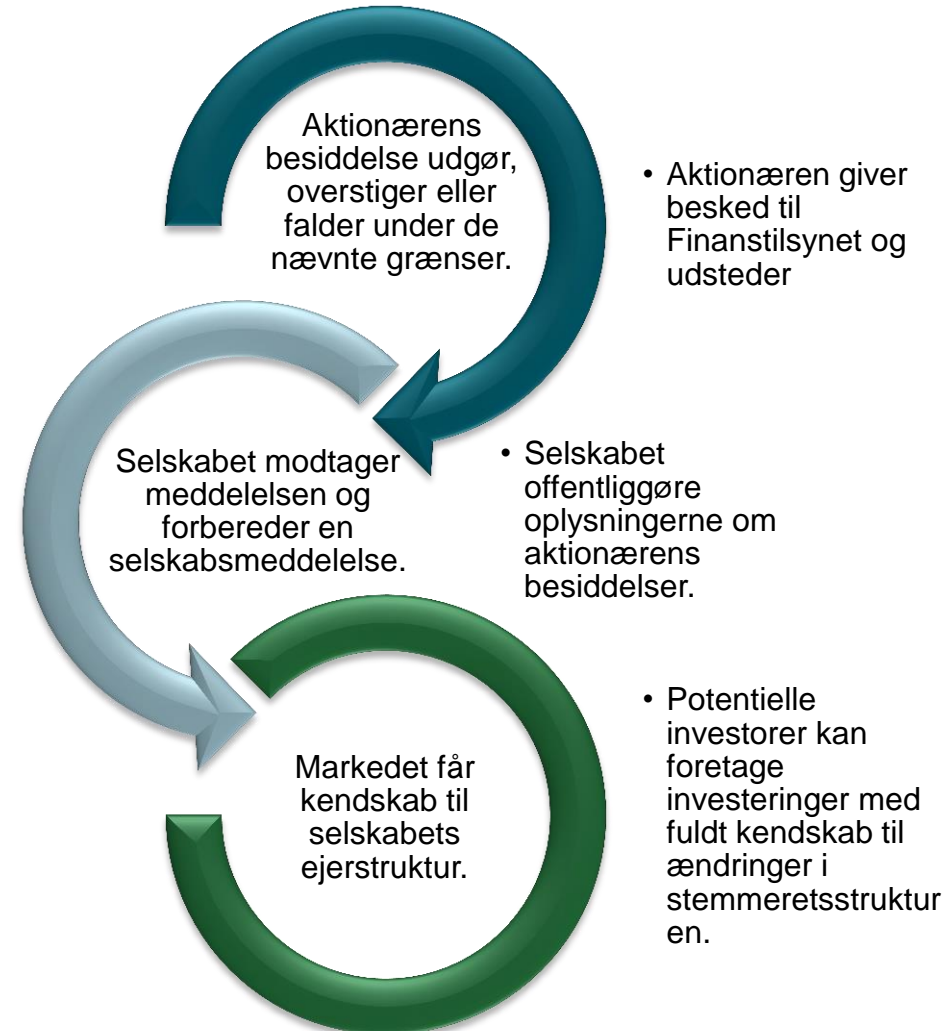 Aktionærens
besiddelse udgør,
overstiger eller
falder under de
nævnte grænser.
• Aktionæren giver
besked til
Finanstilsynet og
udsteder
Selskabet modtager
meddelelsen og
forbereder en
selskabsmeddelelse.
• Selskabet
offentliggøre
oplysningerne om
aktionærens
besiddelser.
Markedet får
kendskab til
selskabets
ejerstruktur.
• Potentielle
investorer kan
foretage
investeringer med
fuldt kendskab til
ændringer i
stemmeretsstruktur
en.